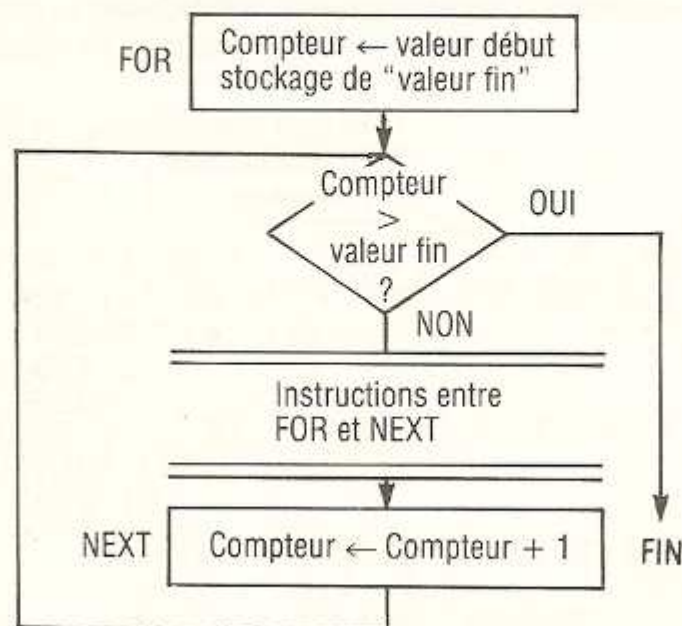 FOR
Compteur ← valeur début
stockage de “valeur fin”
Compteur
>
valeur fin
?
OUI
NON
Instructions entre
FOR et NEXT
NEXT
Compteur ← Compteur + 1
FIN